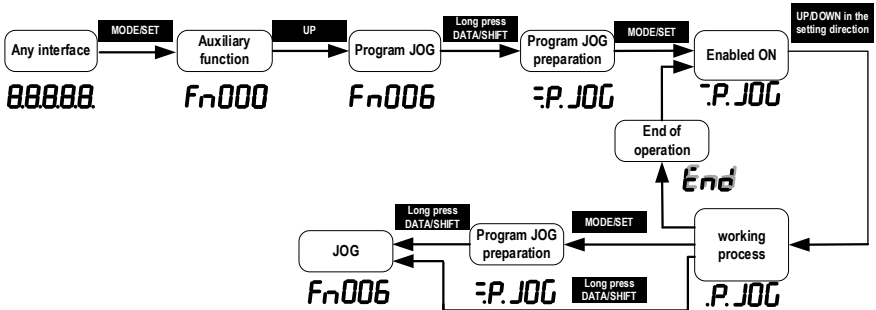 MODE/SET
UP
Long press
DATA/SHIFT
MODE/SET
UP/DOWN in the
setting direction
Any interface
Auxiliary
function
Program JOG
Program JOG
preparation
Enabled ON
8.8.8.8.8.
Fn000
Fn006
P. JOG
P. JOG
End of
operation
End
Long press
DATA/SHIFT
MODE/SET
JOG
Program JOG
preparation
working
process
Long press
DATA/SHIFT
Fn006
P. JOG
.P. JOG